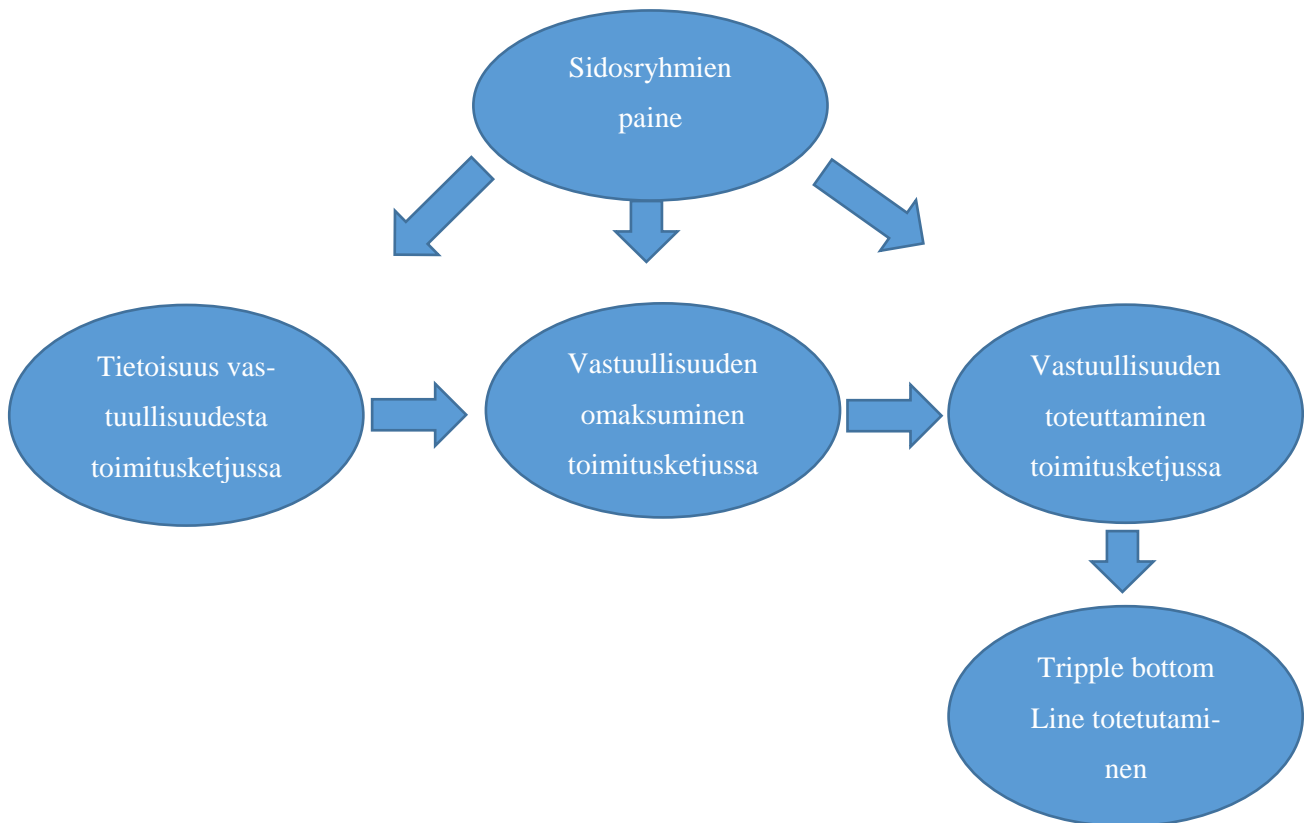 Sidosryhmien
paine
Tietoisuus vas-
tuullisuudesta
toimitusketjussa
Vastuullisuuden
omaksuminen
toimitusketjussa
Vastuullisuuden
toteuttaminen
toimitusketjussa
Tripple bottom
Line totetutami-
nen